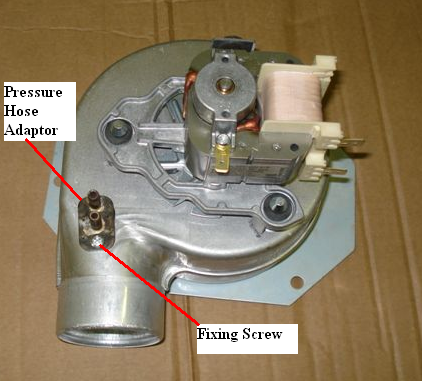 Pressure
Hose
Adaptor
Fixing Screw